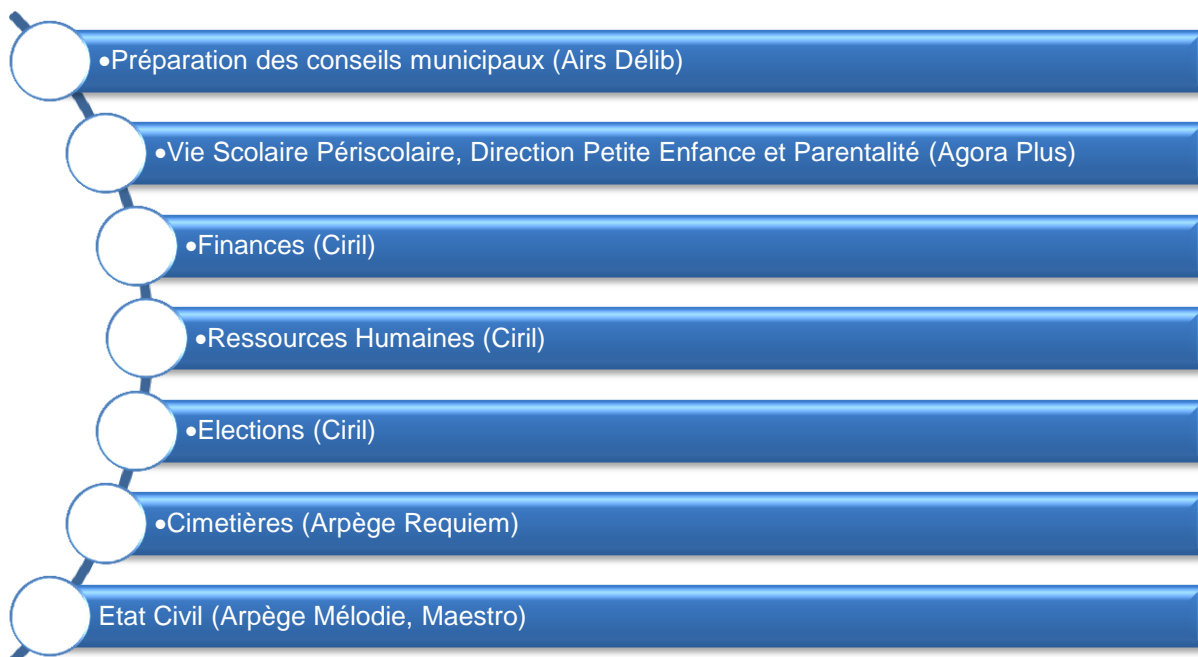 •Préparation des conseils municipaux (Airs Délib)
•Vie Scolaire Périscolaire, Direction Petite Enfance et Parentalité (Agora Plus)
•Finances (Ciril)
•Ressources Humaines (Ciril)
•Elections (Ciril)
•Cimetières (Arpège Requiem)
Etat Civil (Arpège Mélodie, Maestro)